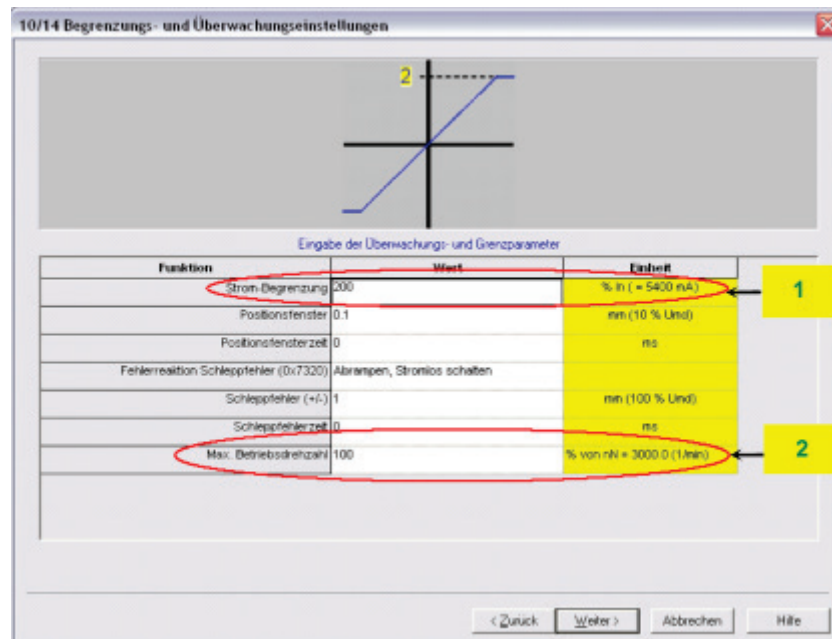 10/14 Begrenzungs- und Überwachungseinstellungen
2
Eingabe der Überwachungs- und Grenzparameter
Funktion Wert Einheit
Strom-Begrenzung 200 % In ( = 5400 mA) 1
Positionsfenster 0.1 mm (10 % Umd)
Positionsfensterzeit 0 ms
Fehlerreaktion Schleppfehler (0x7320) Abrampen, Stromlos schalten
Schleppfehler (+/-) 1 mm (100 % Umd)
Schleppfehlerzeit 0 ms
Max. Betriebsdrehzahl 100 % von nN = 3000.0 (1/min) 2
< Zurück Weiter > Abbrechen Hilfe